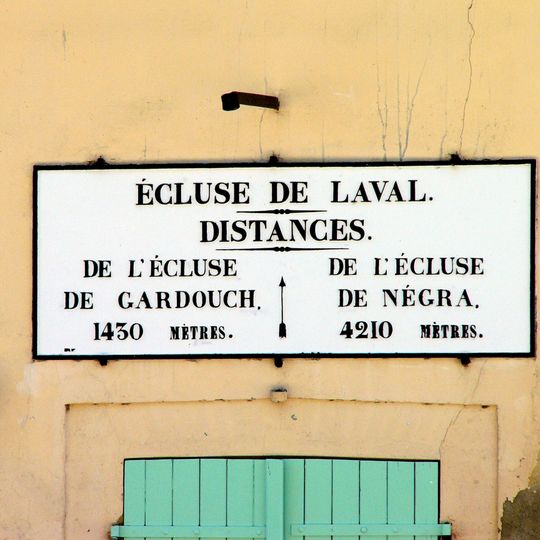 ÉCLUSE DE LAVAL.
DISTANCES.
DE L'ÉCLUSE
DE GARDOUCH.
1430 MÈTRES.
DE L'ÉCLUSE
DE NÉGRA.
4210 MÈTRES.